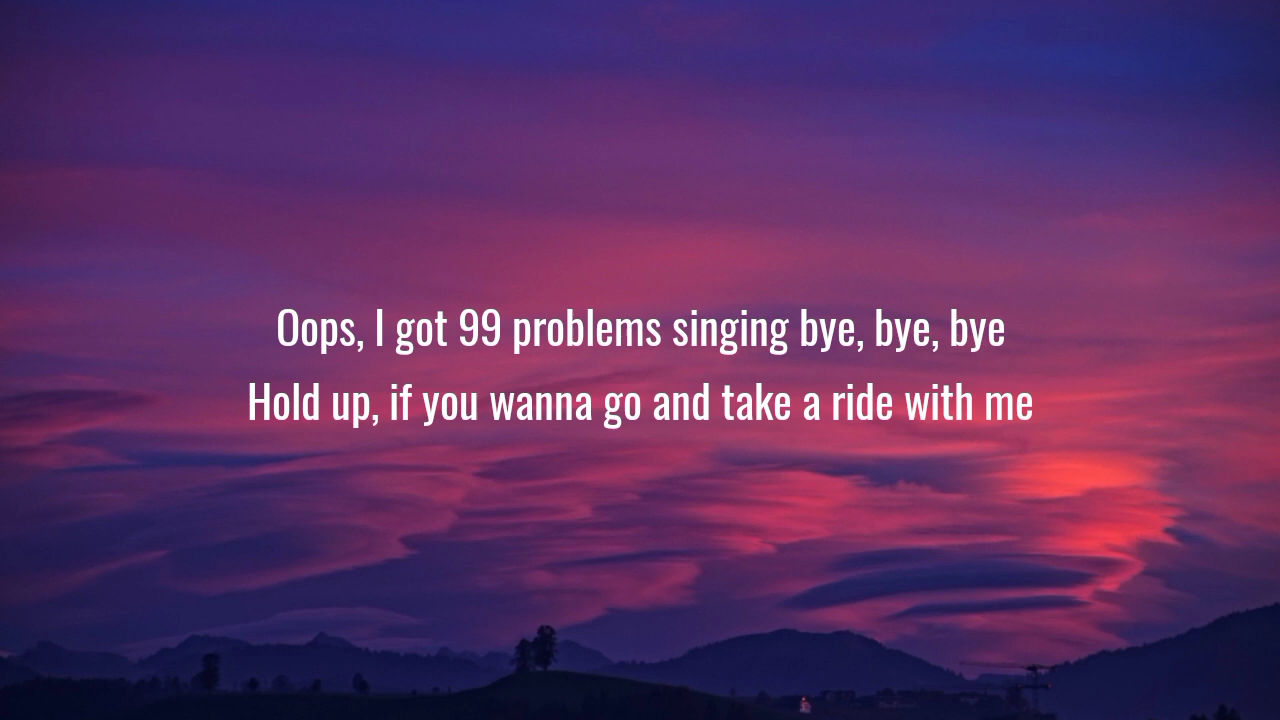 Oops, I got 99 problems singing bye, bye, bye
Hold up, if you wanna go and take a ride with me